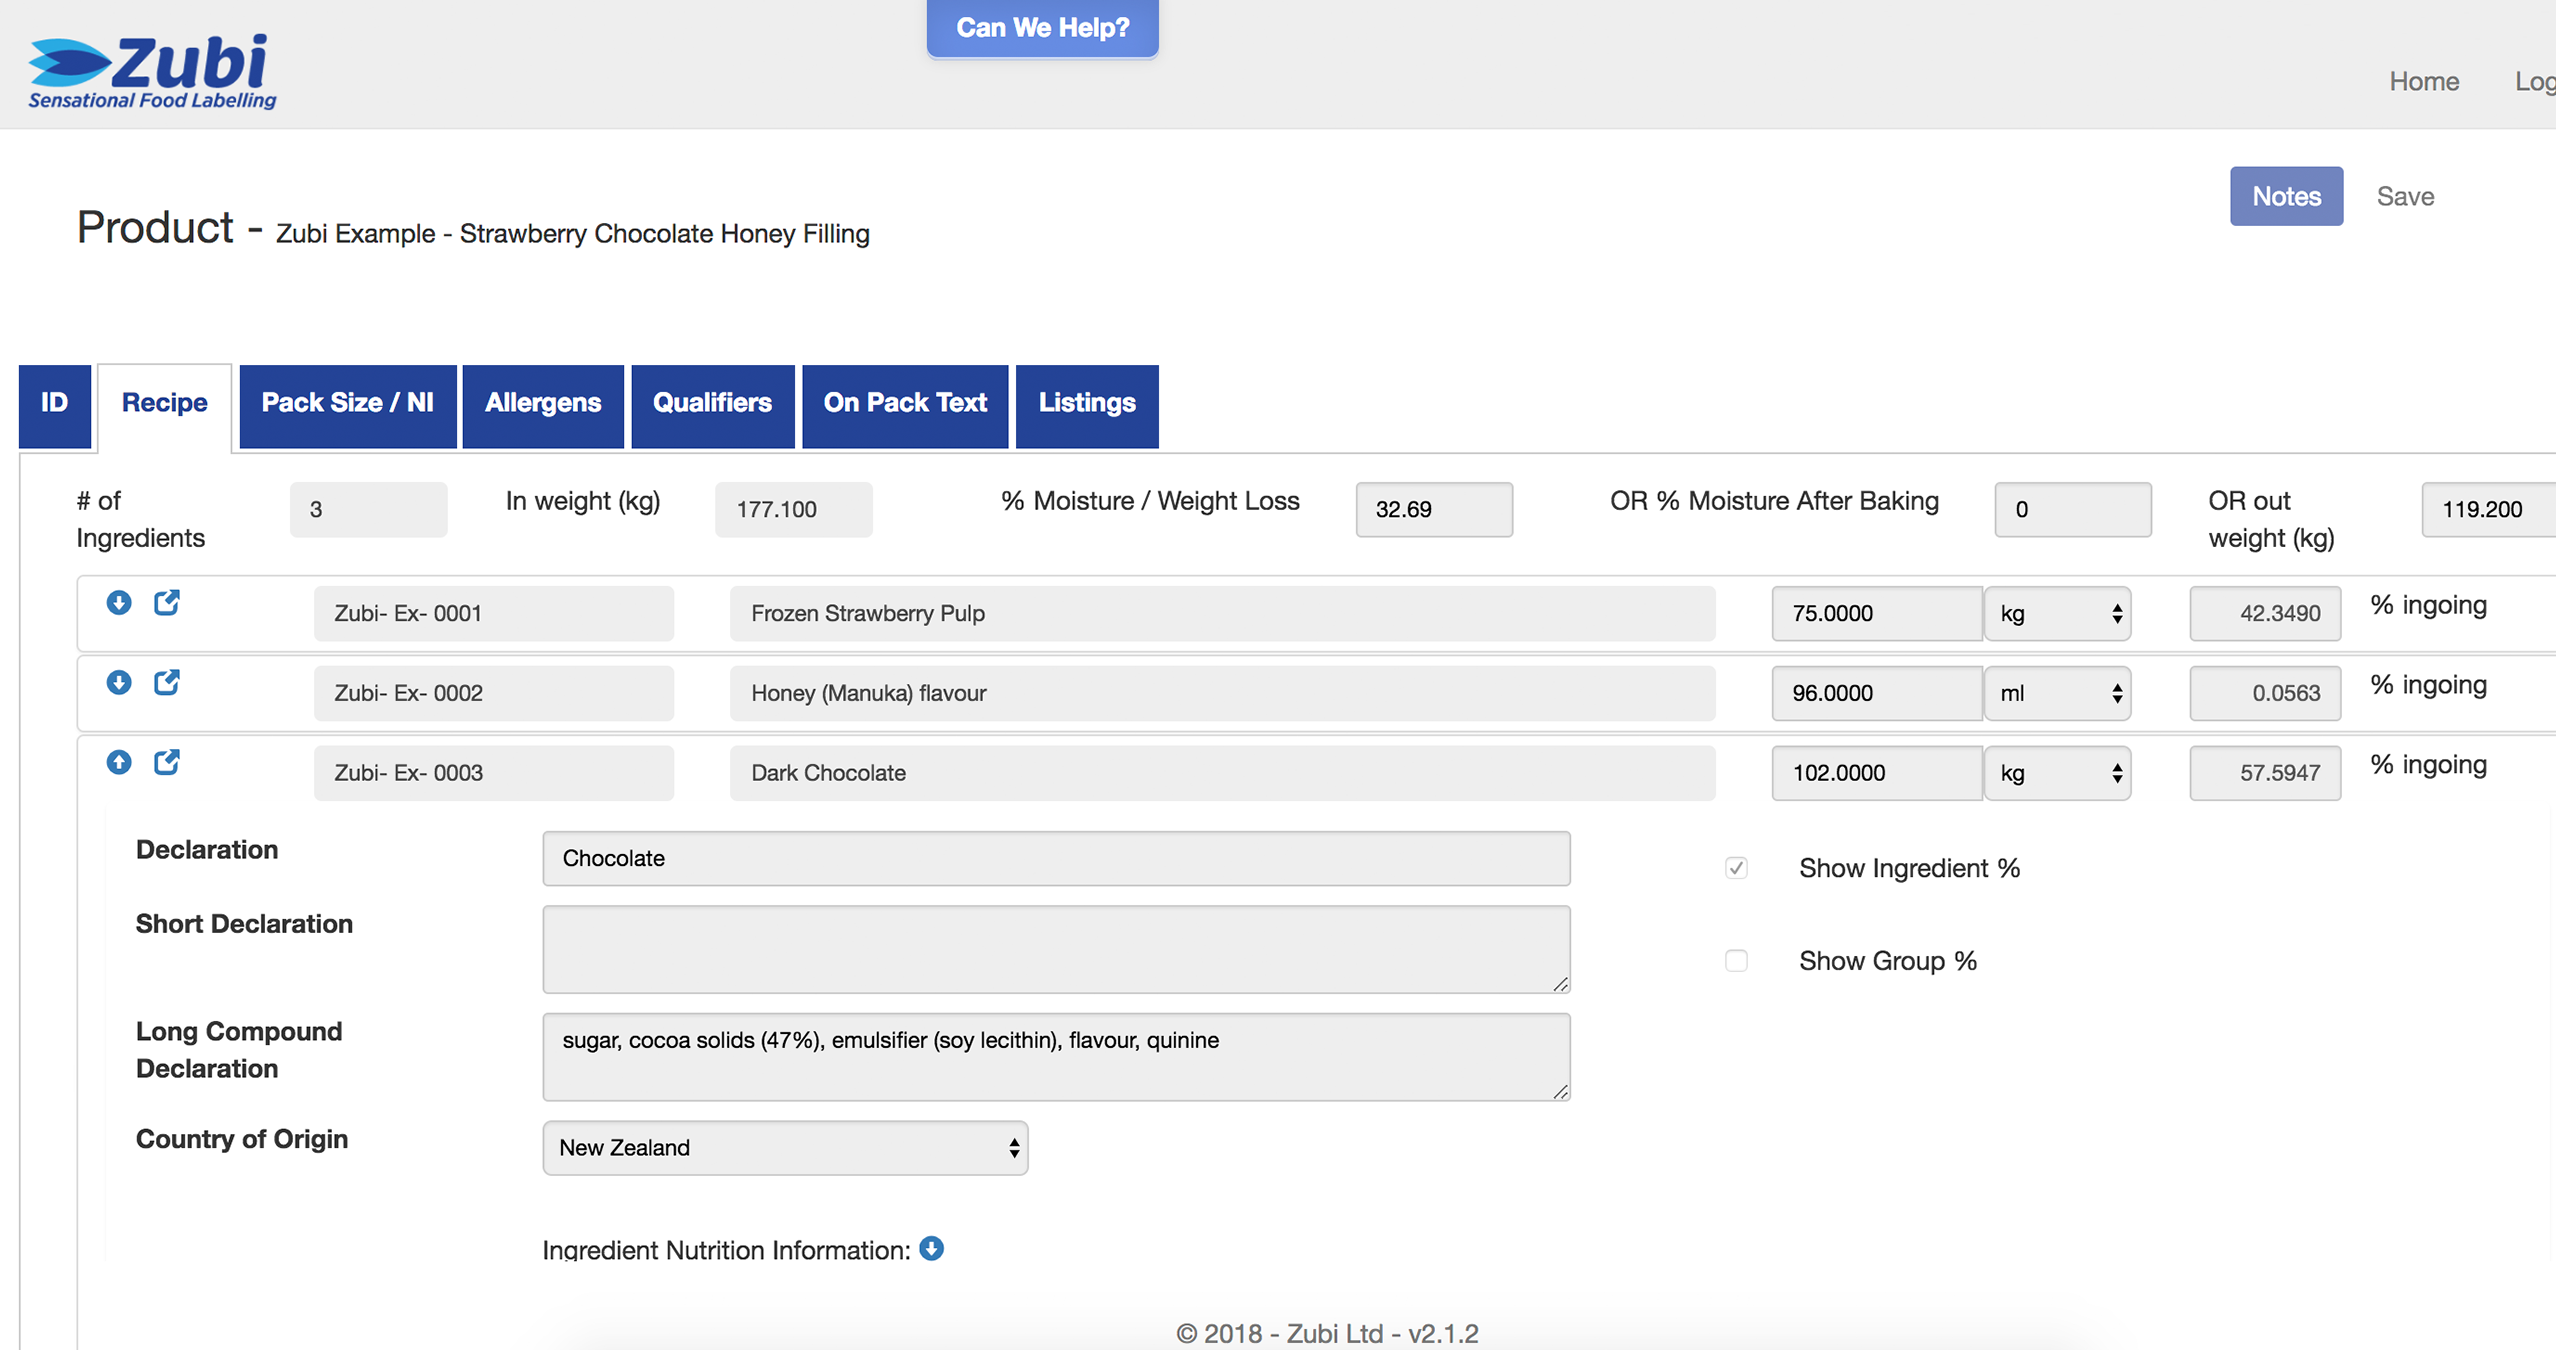 Can We Help?
Zubi
Sensational Food Labelling
Home
Log
Notes
Save
Product - Zubi Example - Strawberry Chocolate Honey Filling
ID
Recipe
Pack Size / NI
Allergens
Qualifiers
On Pack Text
Listings
# of
Ingredients
3
In weight (kg)
177.100
% Moisture / Weight Loss
32.69
OR % Moisture After Baking
0
OR out
weight (kg)
119.200
Zubi- Ex- 0001
Frozen Strawberry Pulp
75.0000
kg
42.3490
% ingoing
Zubi- Ex- 0002
Honey (Manuka) flavour
96.0000
ml
0.0563
% ingoing
Zubi- Ex- 0003
Dark Chocolate
102.0000
kg
57.5947
% ingoing
Declaration
Chocolate
Show Ingredient %
Short Declaration
Show Group %
Long Compound
Declaration
sugar, cocoa solids (47%), emulsifier (soy lecithin), flavour, quinine
Country of Origin
New Zealand
Ingredient Nutrition Information:
© 2018 - Zubi Ltd - v2.1.2